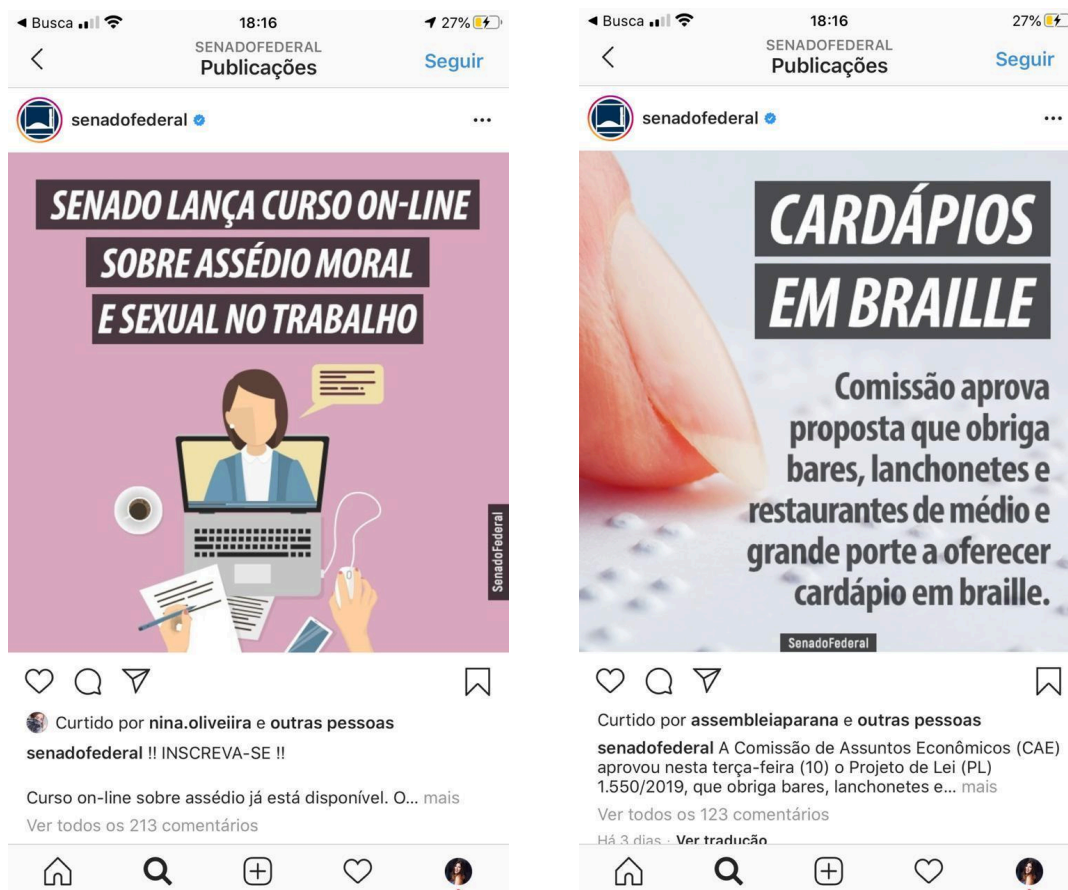 Busca
18:16
27%
SENADOFEDERAL
Publicações
Seguir
senadofederal
SENADO LANÇA CURSO ON-LINE
SOBRE ASSÉDIO MORAL
E SEXUAL NO TRABALHO
SenadoFederal
Curtido por nina.oliveiira e outras pessoas
senadofederal !! INSCREVA-SE !!
Curso on-line sobre assédio já está disponível. O... mais
Ver todos os 213 comentários
Busca
18:16
27%
SENADOFEDERAL
Publicações
Seguir
senadofederal
CARDÁPIOS
EM BRAILLE
Comissão aprova
proposta que obriga
bares, lanchonetes e
restaurantes de médio e
grande porte a oferecer
cardápio em braille.
SenadoFederal
Curtido por assembleiaparana e outras pessoas
senadofederal A Comissão de Assuntos Econômicos (CAE)
aprovou nesta terça-feira (10) o Projeto de Lei (PL)
1.550/2019, que obriga bares, lanchonetes e... mais
Ver todos os 123 comentários
Há 3 dias · Ver tradução